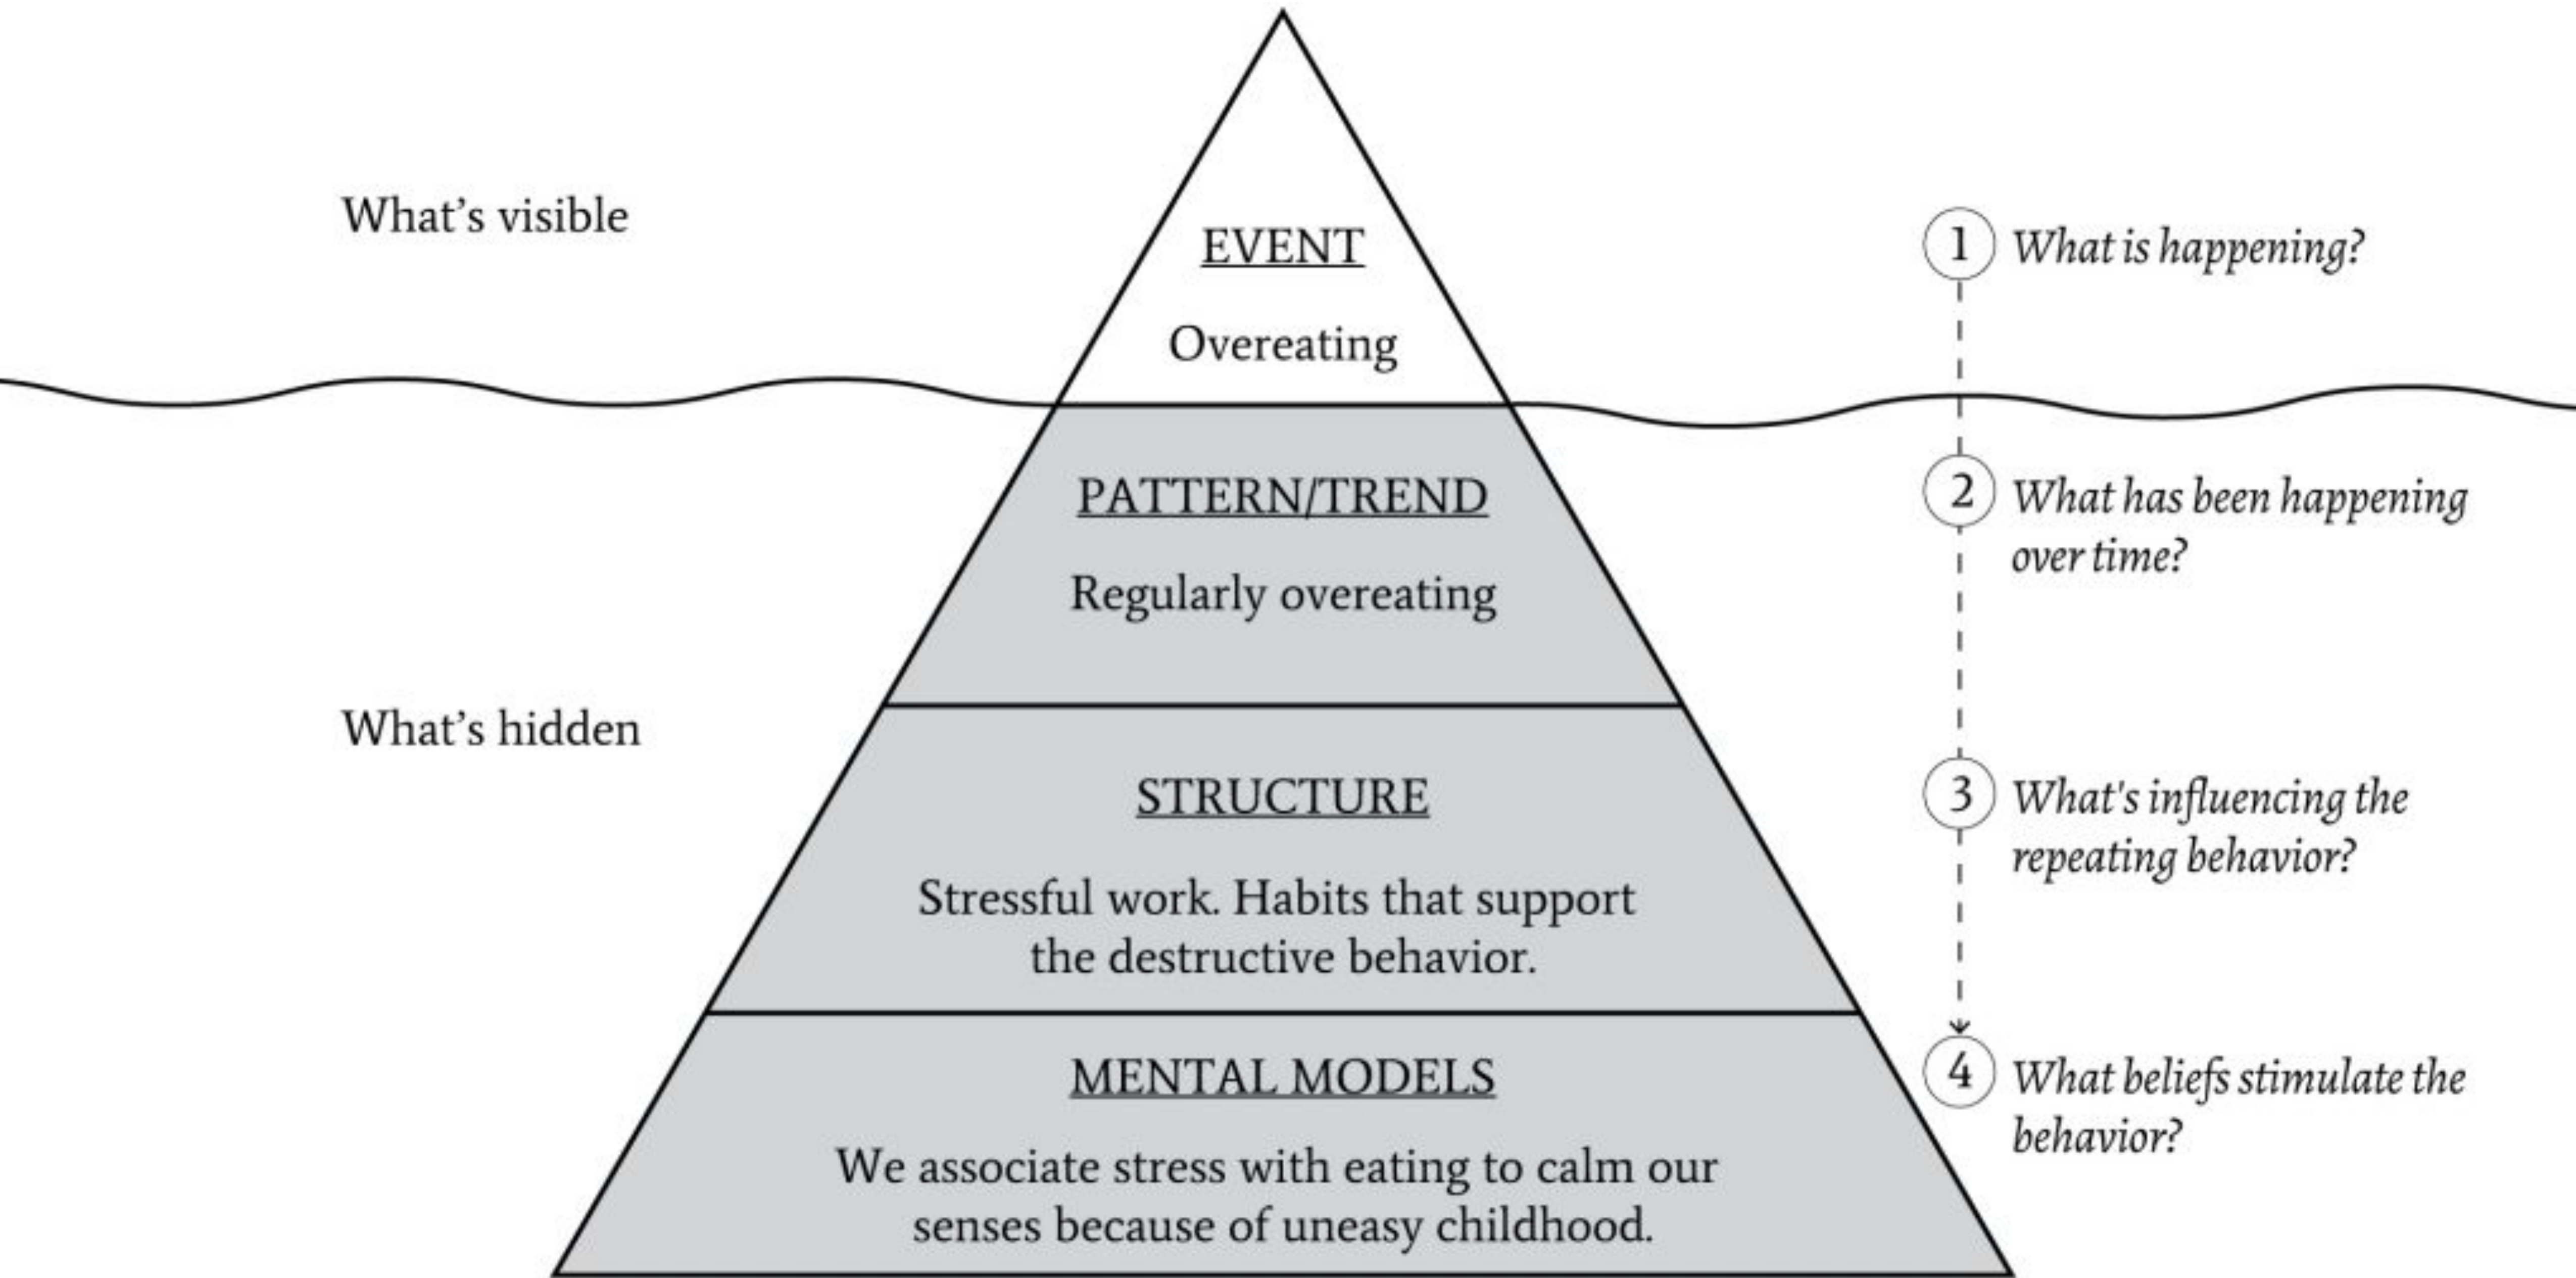 What’s visible
EVENT
Overeating
1 What is happening?
PATTERN/TREND
Regularly overeating
2 What has been happening
over time?
What’s hidden
STRUCTURE
Stressful work. Habits that support
the destructive behavior.
3 What's influencing the
repeating behavior?
MENTAL MODELS
We associate stress with eating to calm our
senses because of uneasy childhood.
4 What beliefs stimulate the
behavior?